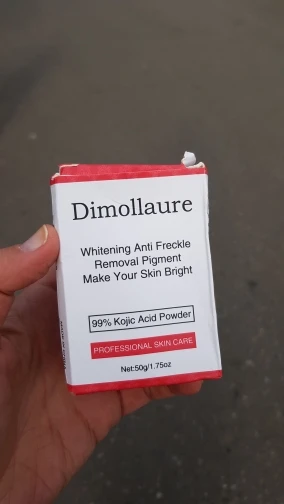 Dimollaure
Whitening Anti Freckle
Removal Pigment
Make Your Skin Bright
99% Kojic Acid Powder
PROFESSIONAL SKIN CARE
Net:50g/1.75oz